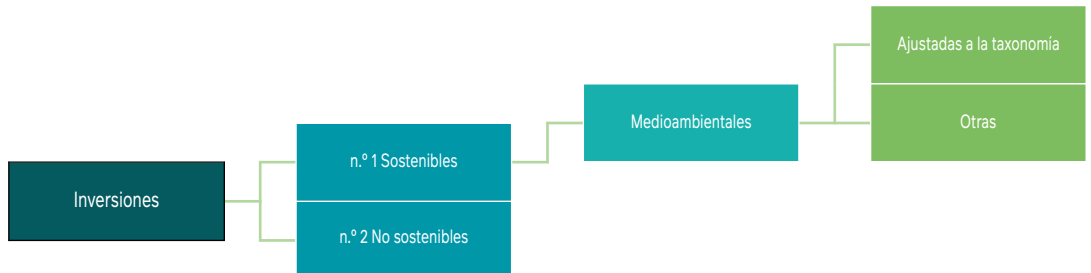 Inversiones
n.º 1 Sostenibles
n.º 2 No sostenibles
Medioambientales
Ajustadas a la taxonomía
Otras